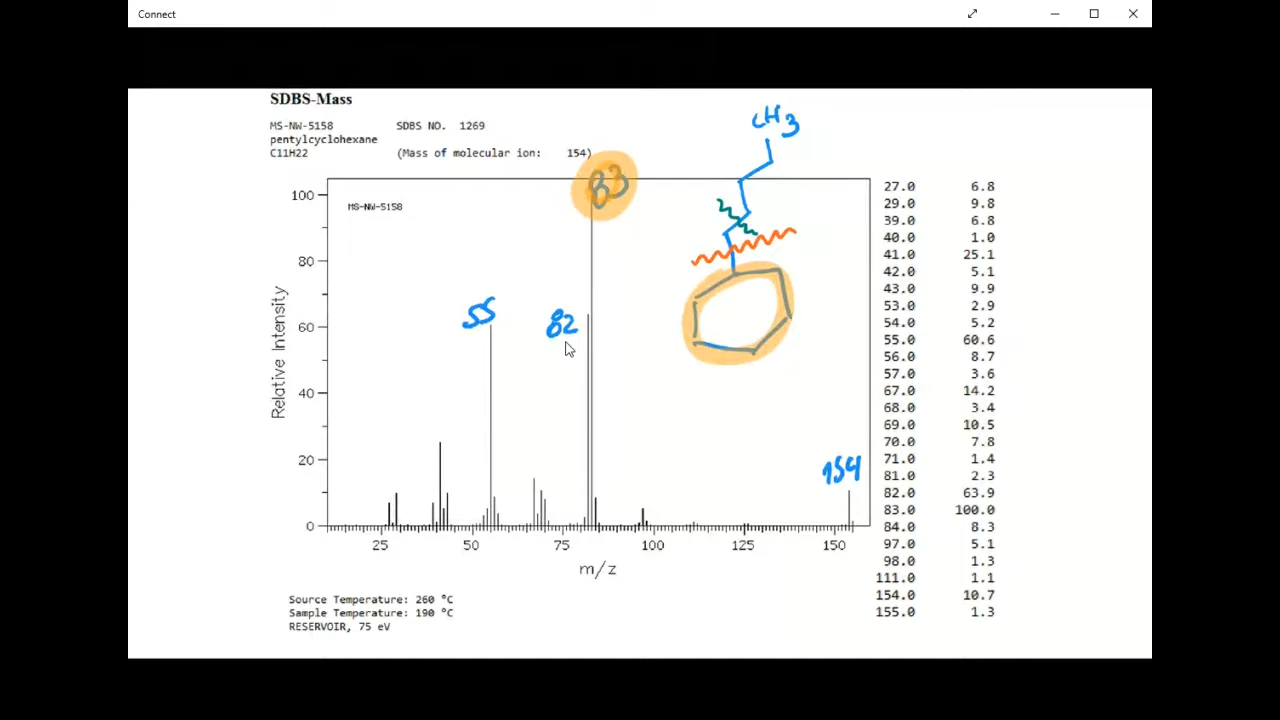 Connect
SDBS-Mass
MS-NW-5158 SDBS NO. 1269
pentylcyclohexane
C11H22 (Mass of molecular ion: 154)
CH3
83
MS-NW-5158
55
82
154
Relative Intensity
100
80
60
40
20
0
25 50 75 100 125 150
m/z
27.0 6.8
29.0 9.8
39.0 6.8
40.0 1.0
41.0 25.1
42.0 5.1
43.0 9.9
53.0 2.9
54.0 5.2
55.0 60.6
56.0 8.7
57.0 3.6
67.0 14.2
68.0 3.4
69.0 10.5
70.0 7.8
71.0 1.4
81.0 2.3
82.0 63.9
83.0 100.0
84.0 8.3
97.0 5.1
98.0 1.3
111.0 1.1
154.0 10.7
155.0 1.3
Source Temperature: 260 °C
Sample Temperature: 190 °C
RESERVOIR, 75 eV